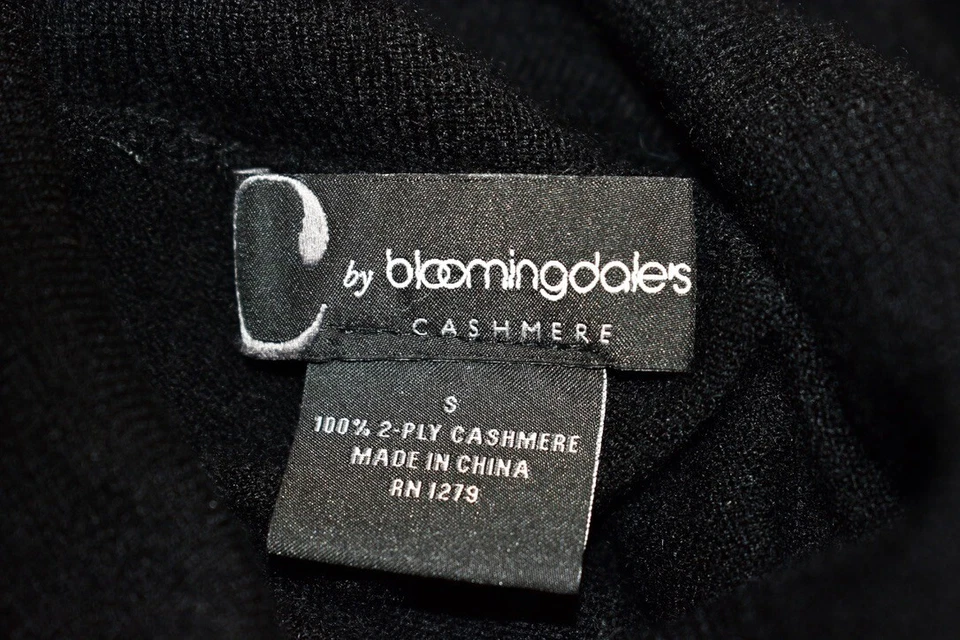 C by bloomingdale's
CASHMERE
S
100% 2-PLY CASHMERE
MADE IN CHINA
RN 1279